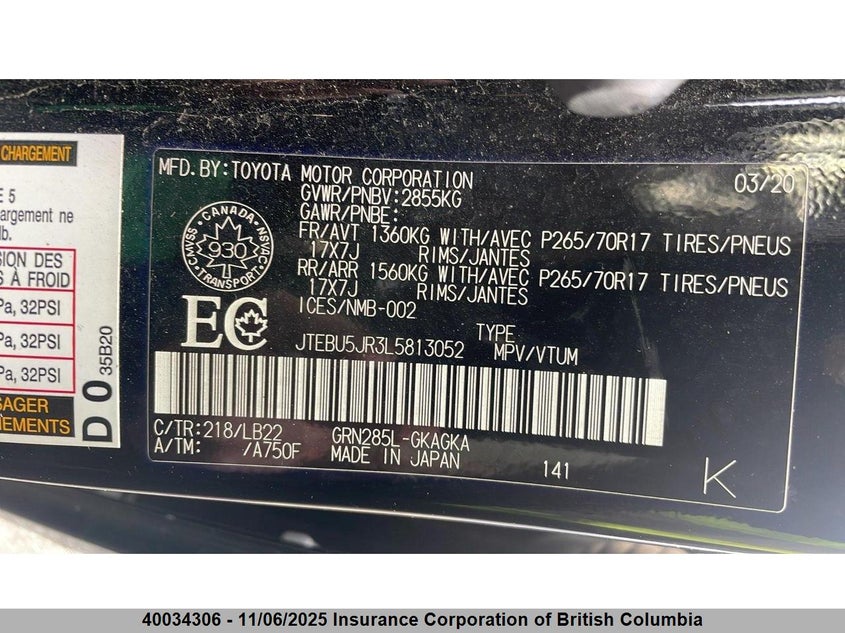 CHARGEMENT
E 5
argement ne
lb.
SION DES
S À FROID
Pa, 32PSI
Pa, 32PSI
Pa, 32PSI
SAGER
NEMENTS
D 0 35B20
MFD. BY: TOYOTA MOTOR CORPORATION 03/20
GVWR/PNBV: 2855KG
GAWR/PNBE:
FR/AVT 1360KG WITH/AVEC P265/70R17 TIRES/PNEUS
17X7J RIMS/JANTES
RR/ARR 1560KG WITH/AVEC P265/70R17 TIRES/PNEUS
17X7J RIMS/JANTES
ICES/NMB-002
CANADA
CMVSS NSVAC
930
TRANSPORT
EC
JTEBU5JR3L5813052 TYPE
MPV/VTUM
C/TR: 218/LB22 GRN285L-GKAGKA
A/TM: /A750F MADE IN JAPAN
141 K
40034306 - 11/06/2025 Insurance Corporation of British Columbia